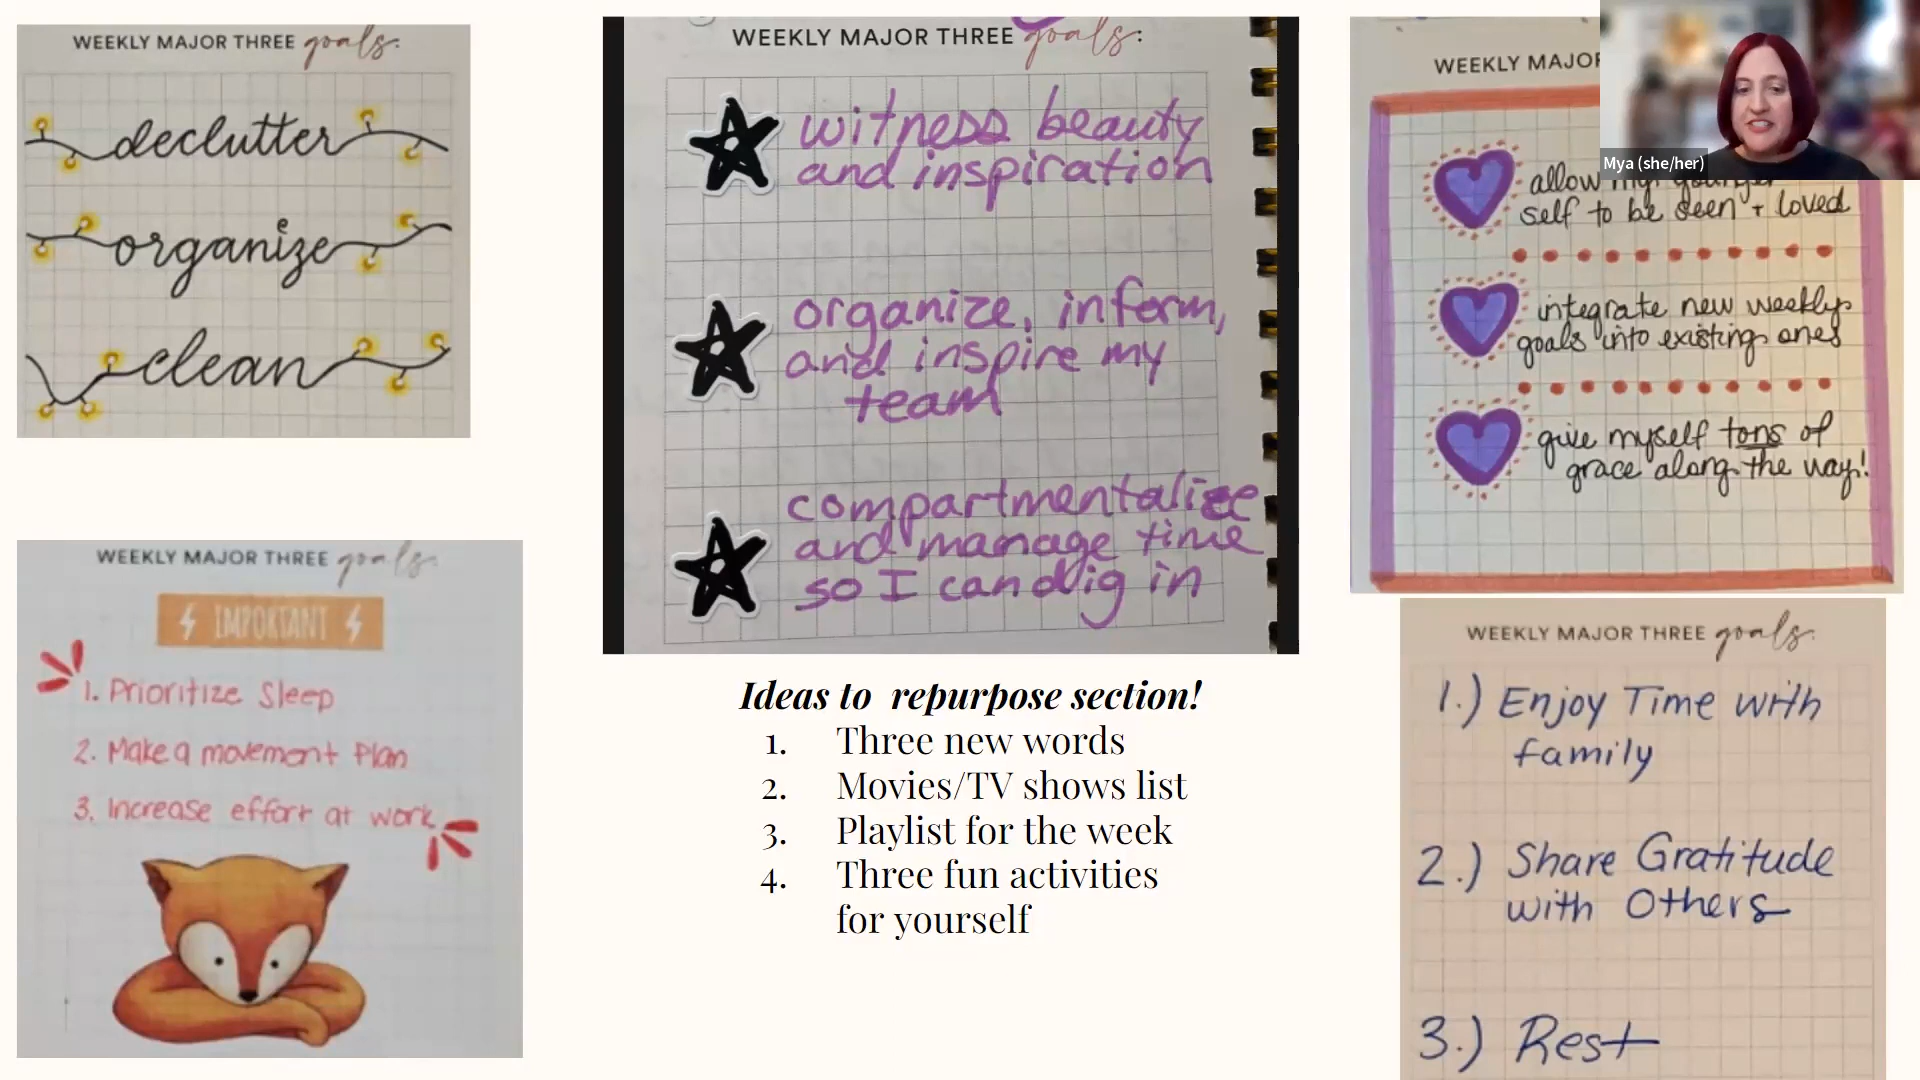 WEEKLY MAJOR THREE goals:
declutter
organize
clean
WEEKLY MAJOR THREE goals:
IMPORTANT
1. Prioritize Sleep
2. Make a movement Plan
3. Increase effort at work
WEEKLY MAJOR THREE goals:
witness beauty
and inspiration
organize, inform,
and inspire my
team
compartmentalize
and manage time
so I can dig in
Ideas to repurpose section!
1. Three new words
2. Movies/TV shows list
3. Playlist for the week
4. Three fun activities
for yourself
WEEKLY MAJOR
Mya (she/her)
allow my younger
self to be seen + loved
integrate new weekly
goals into existing ones
give myself tons of
grace along the way!
WEEKLY MAJOR THREE goals:
1.) Enjoy Time with
family
2.) Share Gratitude
with Others
3.) Rest